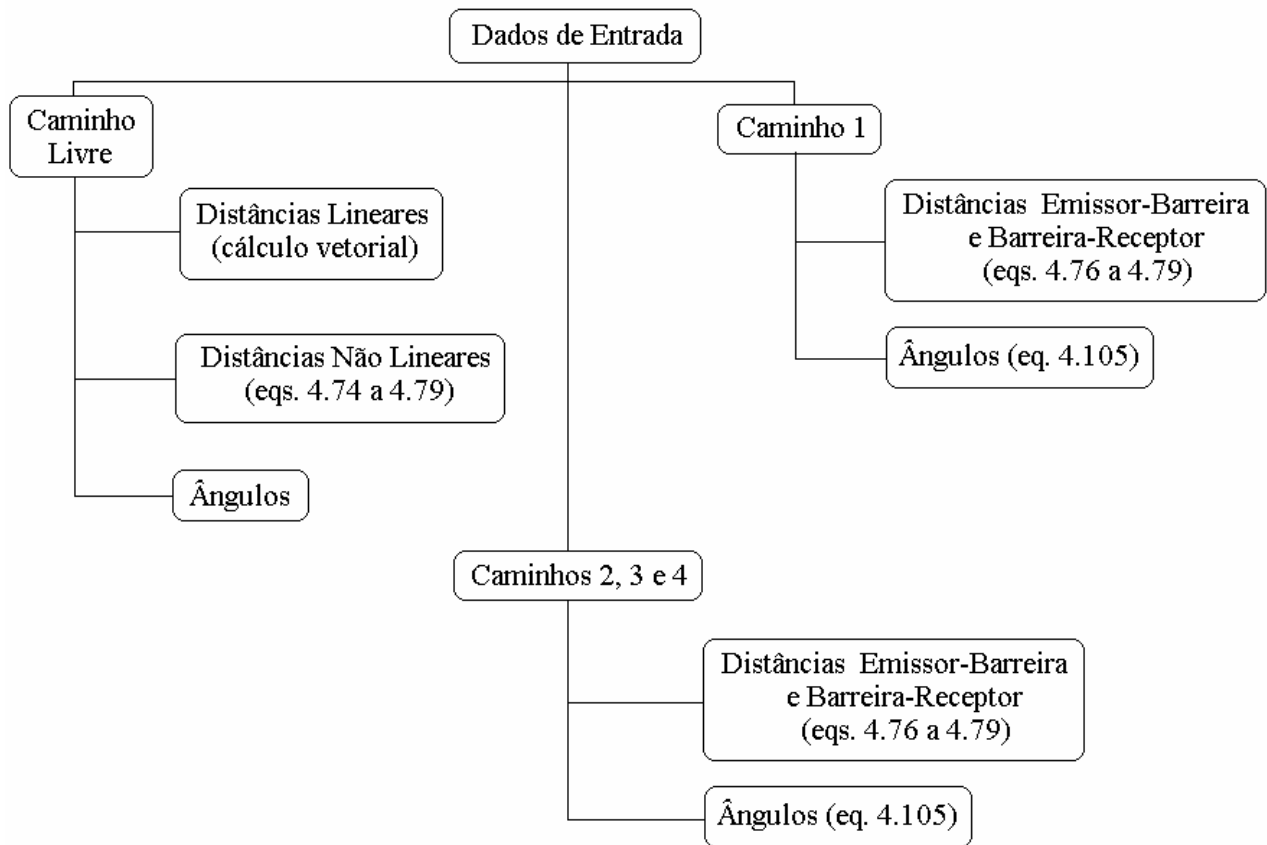 Dados de Entrada
Caminho
Livre
Distâncias Lineares
(cálculo vetorial)
Distâncias Não Lineares
(eqs. 4.74 a 4.79)
Ângulos
Caminho 1
Distâncias Emissor-Barreira
e Barreira-Receptor
(eqs. 4.76 a 4.79)
Ângulos (eq. 4.105)
Caminhos 2, 3 e 4
Distâncias Emissor-Barreira
e Barreira-Receptor
(eqs. 4.76 a 4.79)
Ângulos (eq. 4.105)